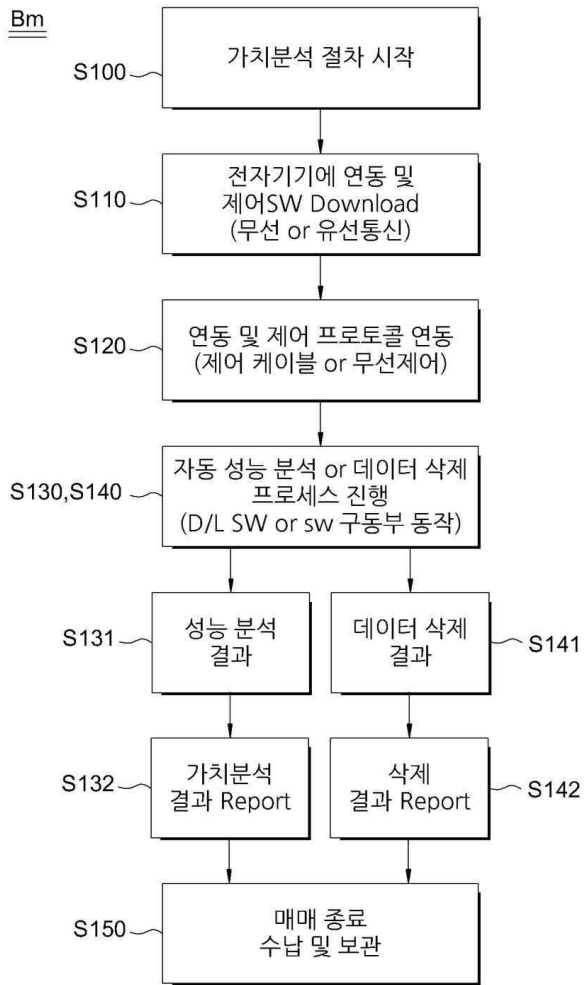 Bm
가치분석 절차 시작
S100
전자기기에 연동 및
제어SW Download
(무선 or 유선통신)
S110
연동 및 제어 프로토콜 연동
(제어 케이블 or 무선제어)
S120
자동 성능 분석 or 데이터 삭제
프로세스 진행
(D/L SW or sw 구동부 동작)
S130,S140
성능 분석
결과
S131
데이터 삭제
결과
S141
가치분석
결과 Report
S132
삭제
결과 Report
S142
매매 종료
수납 및 보관
S150